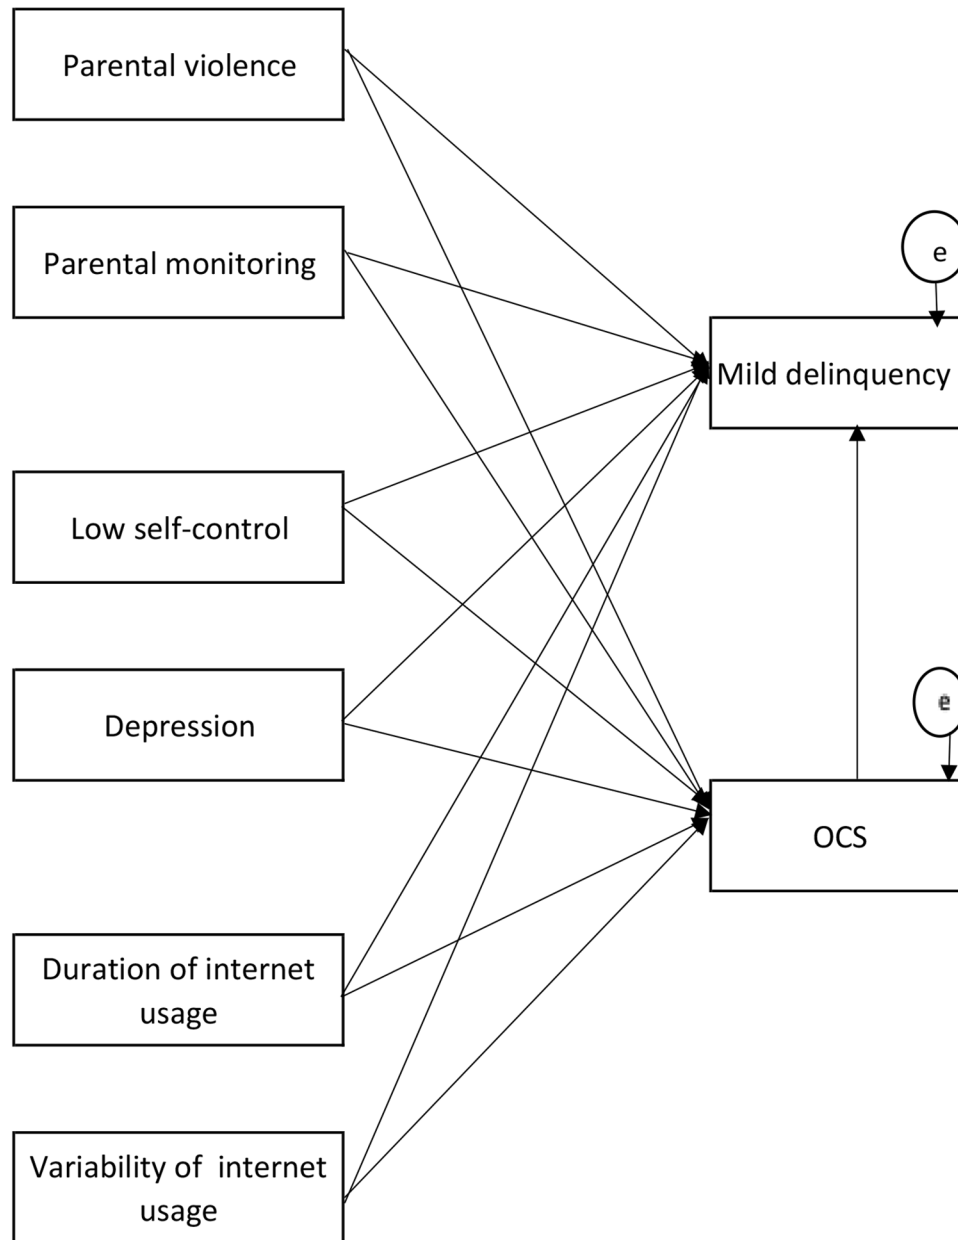 Parental violence
Parental monitoring
e
Mild delinquency
Low self-control
Depression
e
OCS
Duration of internet
usage
Variability of internet
usage